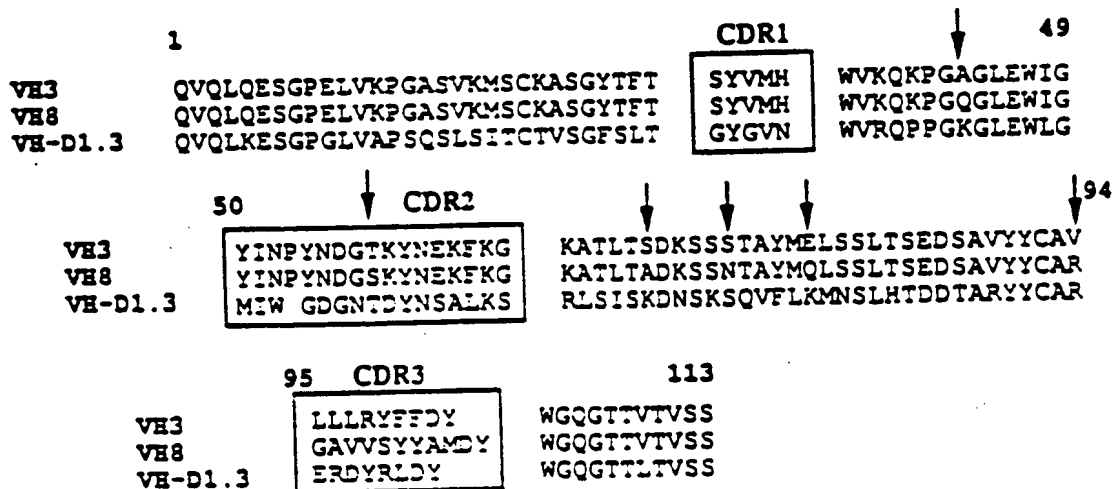 1 CDR1 49
VH3 QVQLQESGPELVKPGASVKMSCKASGYTFT SYVMH WVKQKPGAGLEWIG
VH8 QVQLQESGPELVKPGASVKMSCKASGYTFT SYVMH WVKQKPGQGLEWIG
VH-D1.3 QVQLKESGPGLVAPSQSLSITCTVSGFSLT GYGVN WVRQPPGKGLEWLG
50 CDR2 94
VH3 YINPYNDGTKYNEKFKG KATLTSDKSSSTAYMELSSLTSEDSAVYYCAV
VH8 YINPYNDGSKYNEKFKG KATLTADKSSNTAYMQLSSLTSEDSAVYYCAR
VH-D1.3 MIW GDGNTDYNSALKS RLSISKDNSKSQVFLKMNSLHTDDTARYYCAR
95 CDR3 113
VH3 LLLRYFFDY WGQGTTVTVSS
VH8 GAVVSYYAMDY WGQGTTVTVSS
VH-D1.3 ERDYRLDY WGQGTTLTVSS